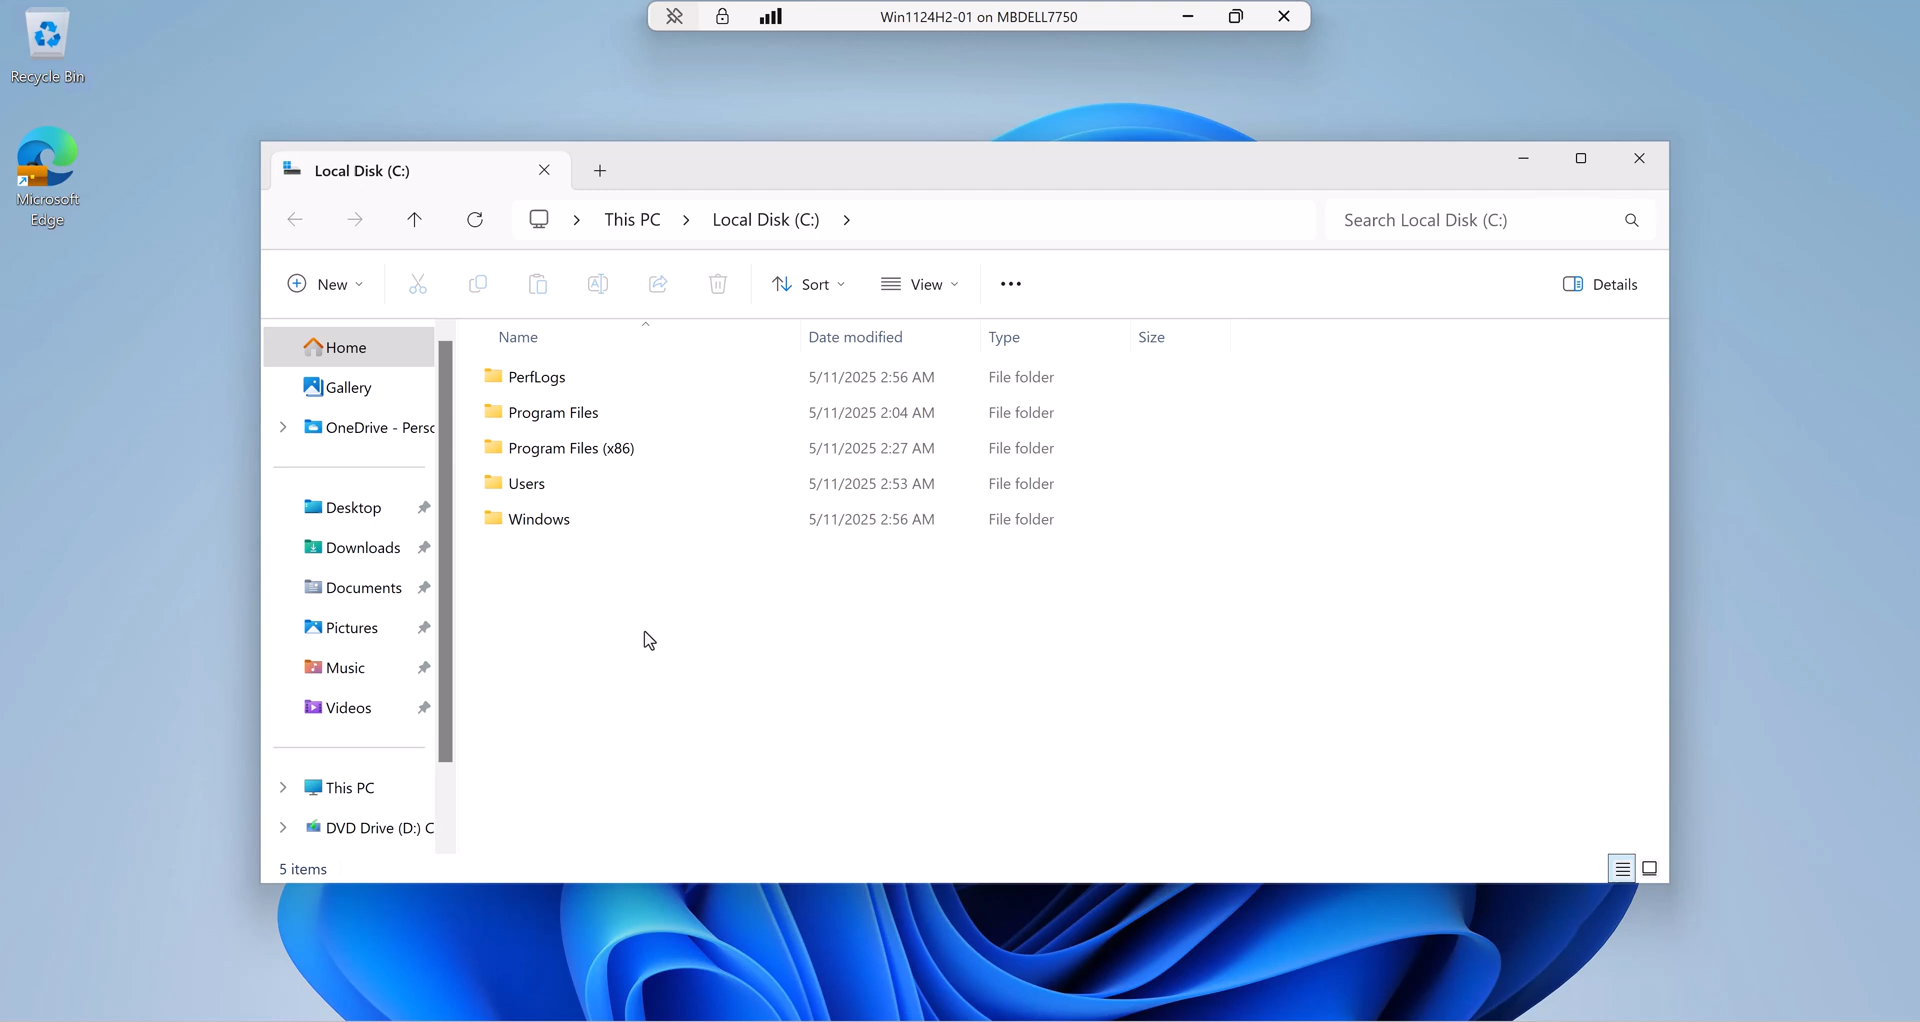 Win1124H2-01 on MBDELL7750
Recycle Bin
Microsoft
Edge
Local Disk (C:)
This PC
Local Disk (C:)
Search Local Disk (C:)
New
Sort
View
Details
Home
Gallery
OneDrive - Perso
Desktop
Downloads
Documents
Pictures
Music
Videos
This PC
DVD Drive (D:) C
Name Date modified Type Size
PerfLogs 5/11/2025 2:56 AM File folder
Program Files 5/11/2025 2:04 AM File folder
Program Files (x86) 5/11/2025 2:27 AM File folder
Users 5/11/2025 2:53 AM File folder
Windows 5/11/2025 2:56 AM File folder
5 items